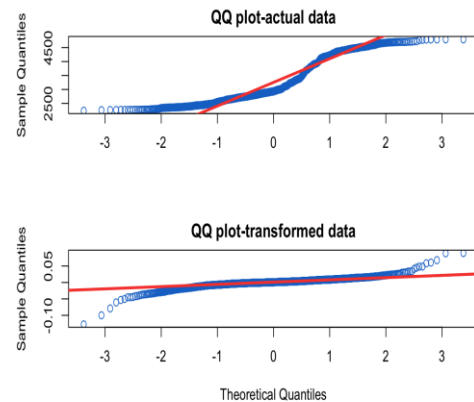 QQ plot-actual data
Sample Quantiles
4500
2500
-3 -2 -1 0 1 2 3
QQ plot-transformed data
Sample Quantiles
0.05
-0.10
-3 -2 -1 0 1 2 3
Theoretical Quantiles